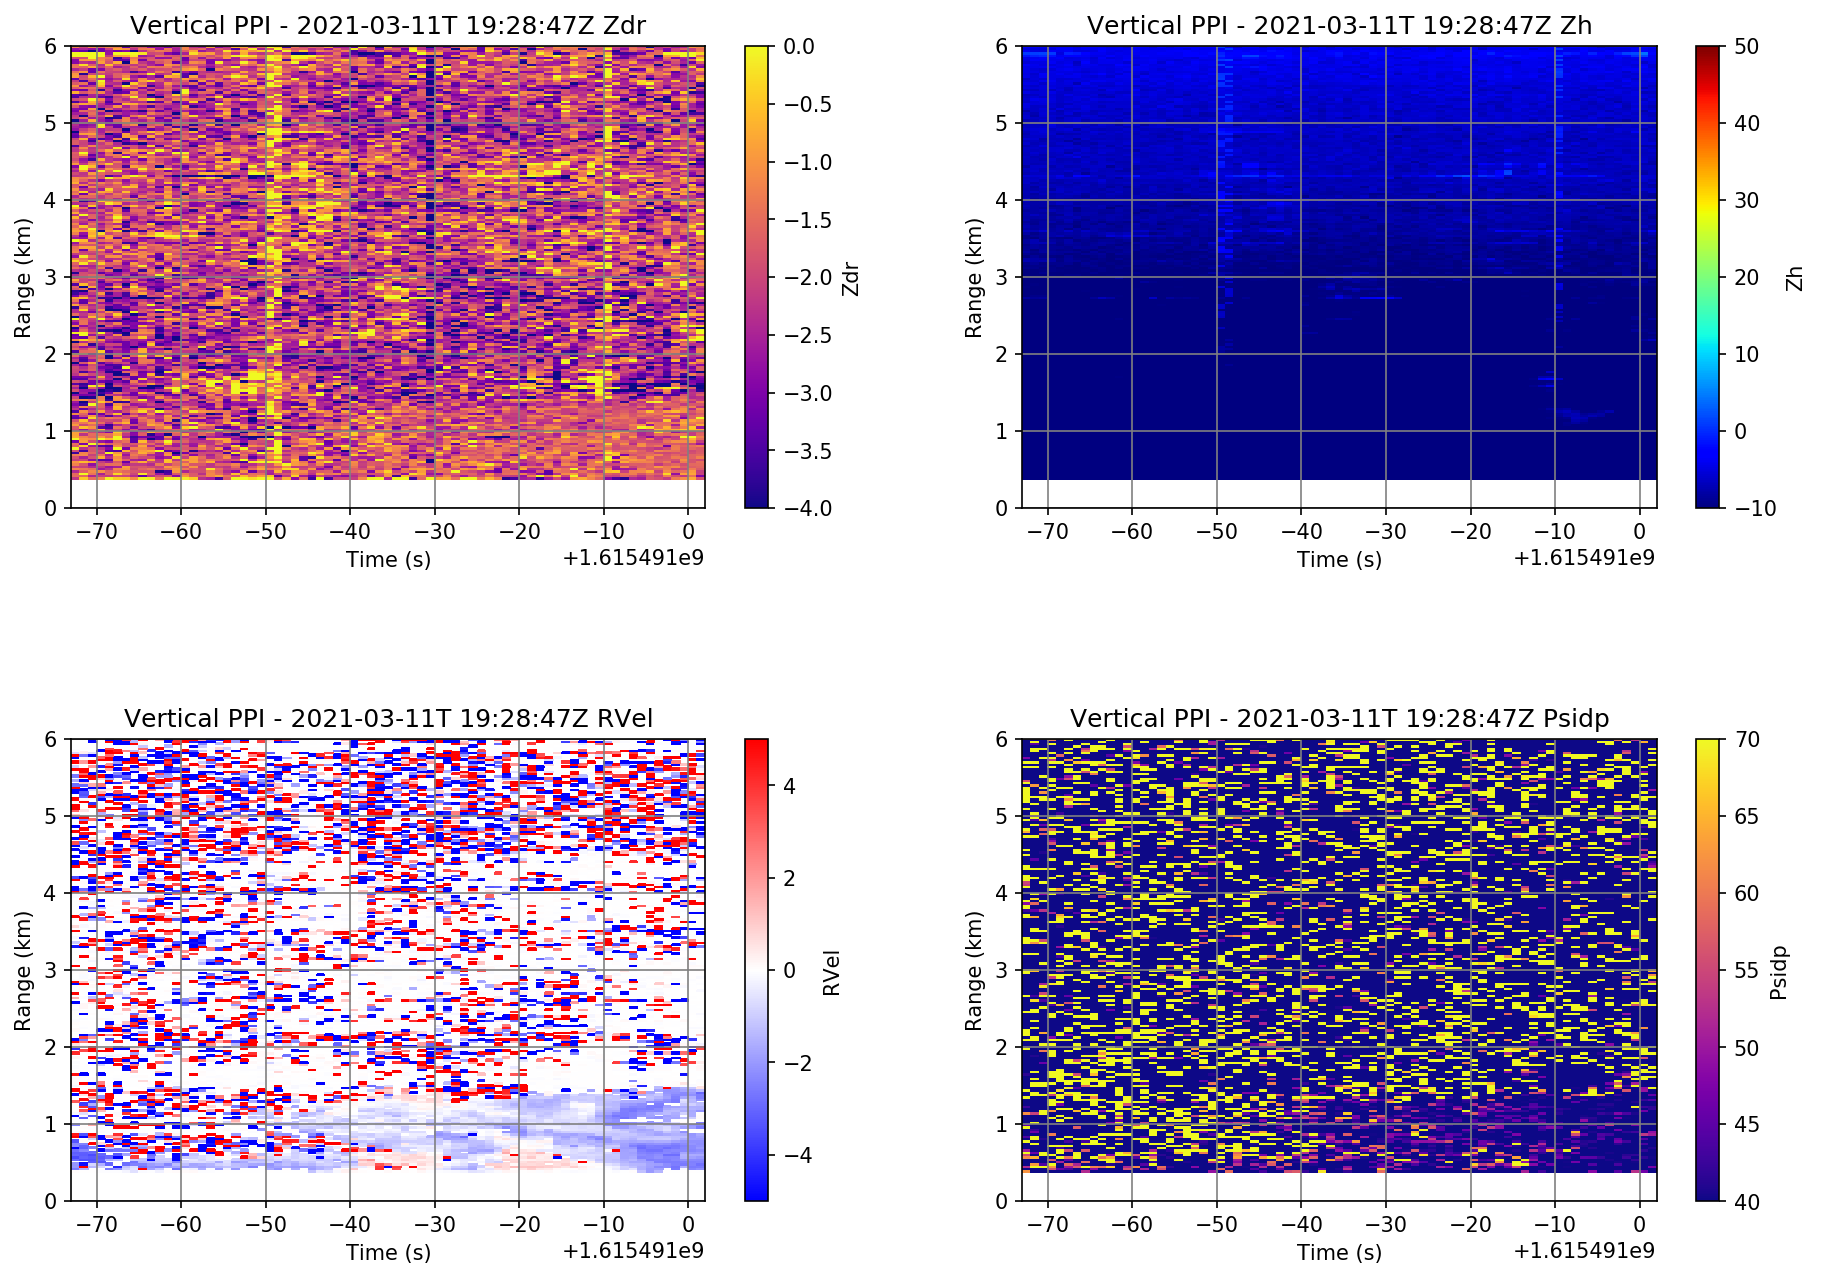 Vertical PPI - 2021-03-11T 19:28:47Z Zdr
6
5
4
3
2
1
0
Range (km)
−70 −60 −50 −40 −30 −20 −10 0
Time (s)
+1.615491e9
0.0
−0.5
−1.0
−1.5
−2.0
−2.5
−3.0
−3.5
−4.0
Zdr
Vertical PPI - 2021-03-11T 19:28:47Z Zh
6
5
4
3
2
1
0
Range (km)
−70 −60 −50 −40 −30 −20 −10 0
Time (s)
+1.615491e9
50
40
30
20
10
0
−10
Zh
Vertical PPI - 2021-03-11T 19:28:47Z RVel
6
5
4
3
2
1
0
Range (km)
−70 −60 −50 −40 −30 −20 −10 0
Time (s)
+1.615491e9
4
2
0
−2
−4
RVel
Vertical PPI - 2021-03-11T 19:28:47Z Psidp
6
5
4
3
2
1
0
Range (km)
−70 −60 −50 −40 −30 −20 −10 0
Time (s)
+1.615491e9
70
65
60
55
50
45
40
Psidp